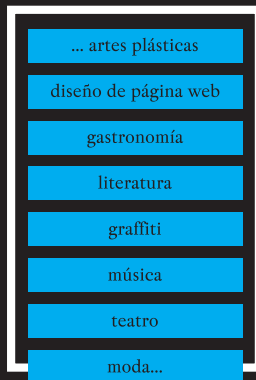 ... artes plásticas
diseño de página web
gastronomía
literatura
graffiti
música
teatro
moda...